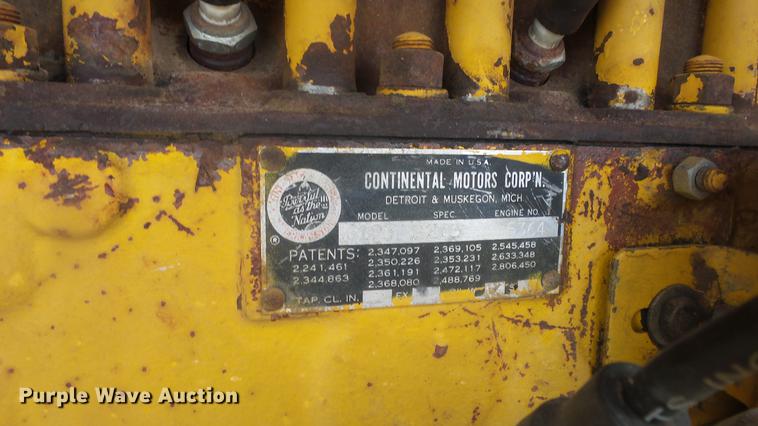 MADE IN U.S.A.
CONTINENTAL MOTORS CORP'N.
DETROIT & MUSKEGON, MICH
Powerful
as the
Nation
MODEL SPEC. ENGINE NO.
®
PATENTS:
2,241,461
2,344,863
2,347,097 2,369,105 2,545,458
2,350,226 2,353,231 2,633,348
2,361,191 2,472,117 2,806,450
2,368,080 2,488,769
TAP. CL. IN. EX.
Purple Wave Auction